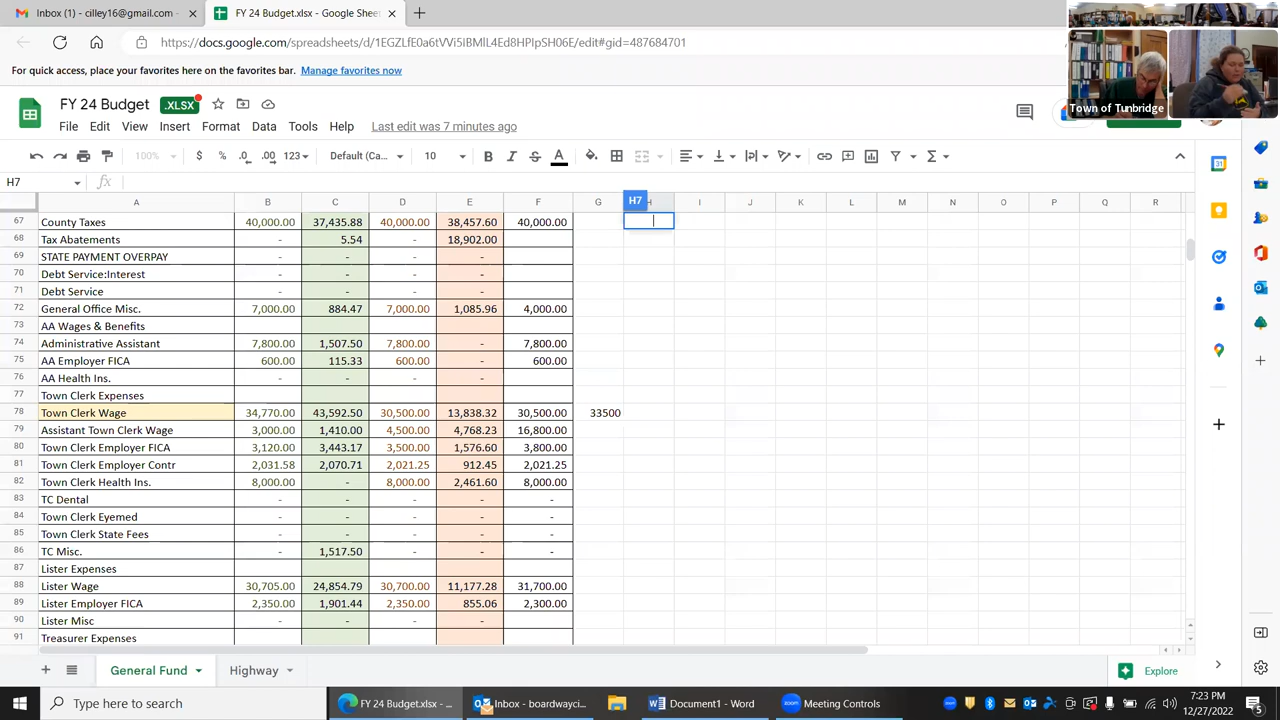 Inbox (1) - ciley16@gmail.com
FY 24 Budget.xlsx - Google Sheet
https://docs.google.com/spreadsheets/d/1EGZLfE0a6tVVi5IBMIL4Ed8HPIpSH06E/edit#gid=487684701
For quick access, place your favorites here on the favorites bar. Manage favorites now
Town of Tunbridge
FY 24 Budget .XLSX
File Edit View Insert Format Data Tools Help Last edit was 7 minutes ago
100% $ % .0 .00 123 Default (Ca... 10 B I S A
H7 fx
A B C D E F G H7 H I J K L M N O P Q R
67 County Taxes 40,000.00 37,435.88 40,000.00 38,457.60 40,000.00
68 Tax Abatements - 5.54 - 18,902.00
69 STATE PAYMENT OVERPAY - - - -
70 Debt Service:Interest - - - -
71 Debt Service - - - -
72 General Office Misc. 7,000.00 884.47 7,000.00 1,085.96 4,000.00
73 AA Wages & Benefits
74 Administrative Assistant 7,800.00 1,507.50 7,800.00 - 7,800.00
75 AA Employer FICA 600.00 115.33 600.00 - 600.00
76 AA Health Ins. - - - -
77 Town Clerk Expenses
78 Town Clerk Wage 34,770.00 43,592.50 30,500.00 13,838.32 30,500.00 33500
79 Assistant Town Clerk Wage 3,000.00 1,410.00 4,500.00 4,768.23 16,800.00
80 Town Clerk Employer FICA 3,120.00 3,443.17 3,500.00 1,576.60 3,800.00
81 Town Clerk Employer Contr 2,031.58 2,070.71 2,021.25 912.45 2,021.25
82 Town Clerk Health Ins. 8,000.00 - 8,000.00 2,461.60 8,000.00
83 TC Dental - - - - -
84 Town Clerk Eyemed - - - - -
85 Town Clerk State Fees - - - - -
86 TC Misc. - 1,517.50 - - -
87 Lister Expenses
88 Lister Wage 30,705.00 24,854.79 30,700.00 11,177.28 31,700.00
89 Lister Employer FICA 2,350.00 1,901.44 2,350.00 855.06 2,300.00
90 Lister Misc - - - -
91 Treasurer Expenses
General Fund Highway Explore
Type here to search
FY 24 Budget.xlsx - ...
Inbox - boardwayci...
Document1 - Word
Meeting Controls
7:23 PM
12/27/2022
5